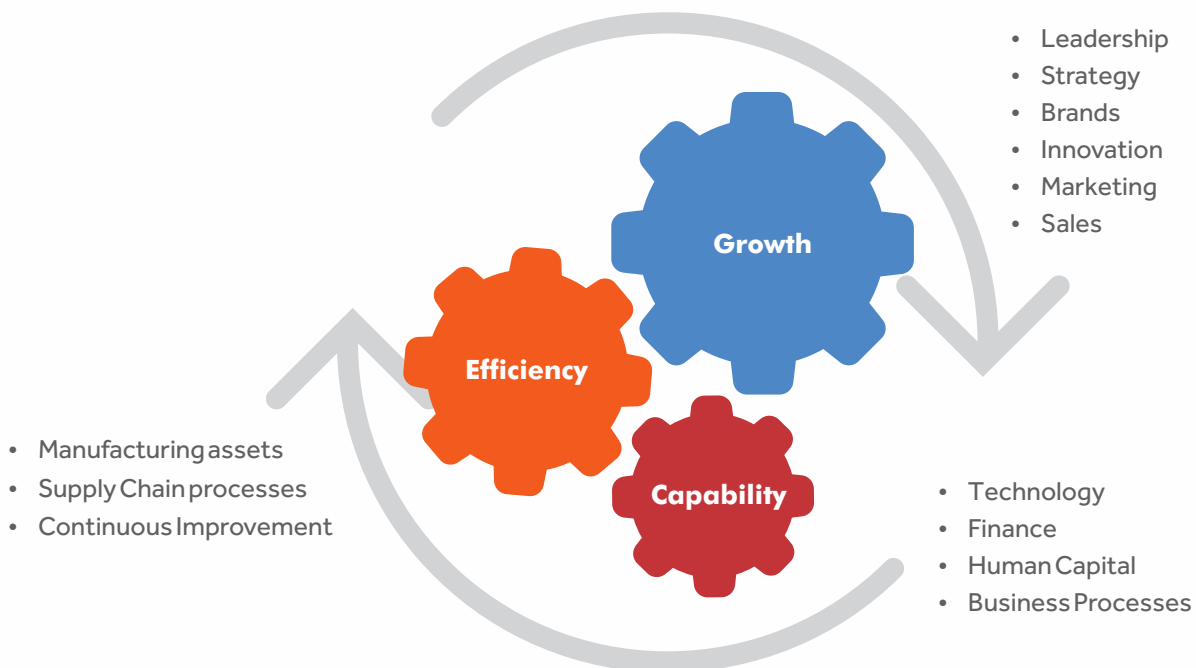 • Leadership
• Strategy
• Brands
• Innovation
• Marketing
• Sales
Growth
Efficiency
Capability
• Manufacturing assets
• Supply Chain processes
• Continuous Improvement
• Technology
• Finance
• Human Capital
• Business Processes